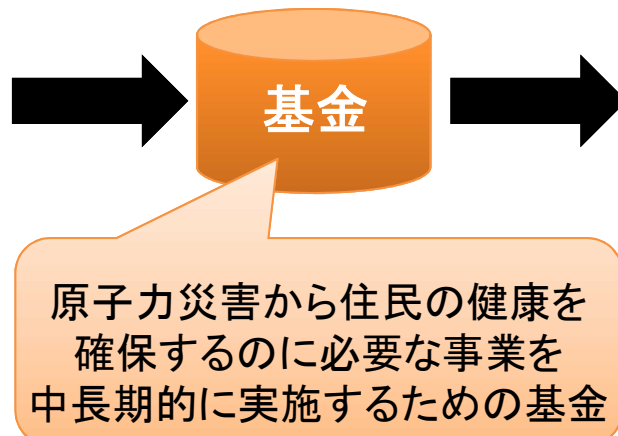 基金
原子力災害から住民の健康を
確保するのに必要な事業を
中長期的に実施するための基金